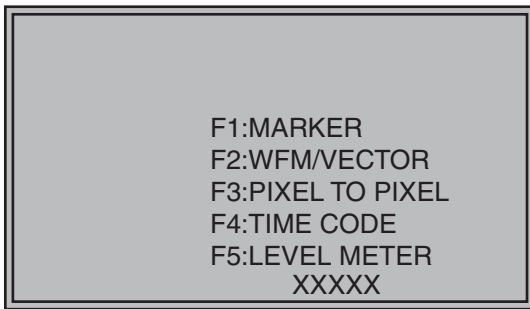 F1:MARKER
F2:WFM/VECTOR
F3:PIXEL TO PIXEL
F4:TIME CODE
F5:LEVEL METER
XXXXX